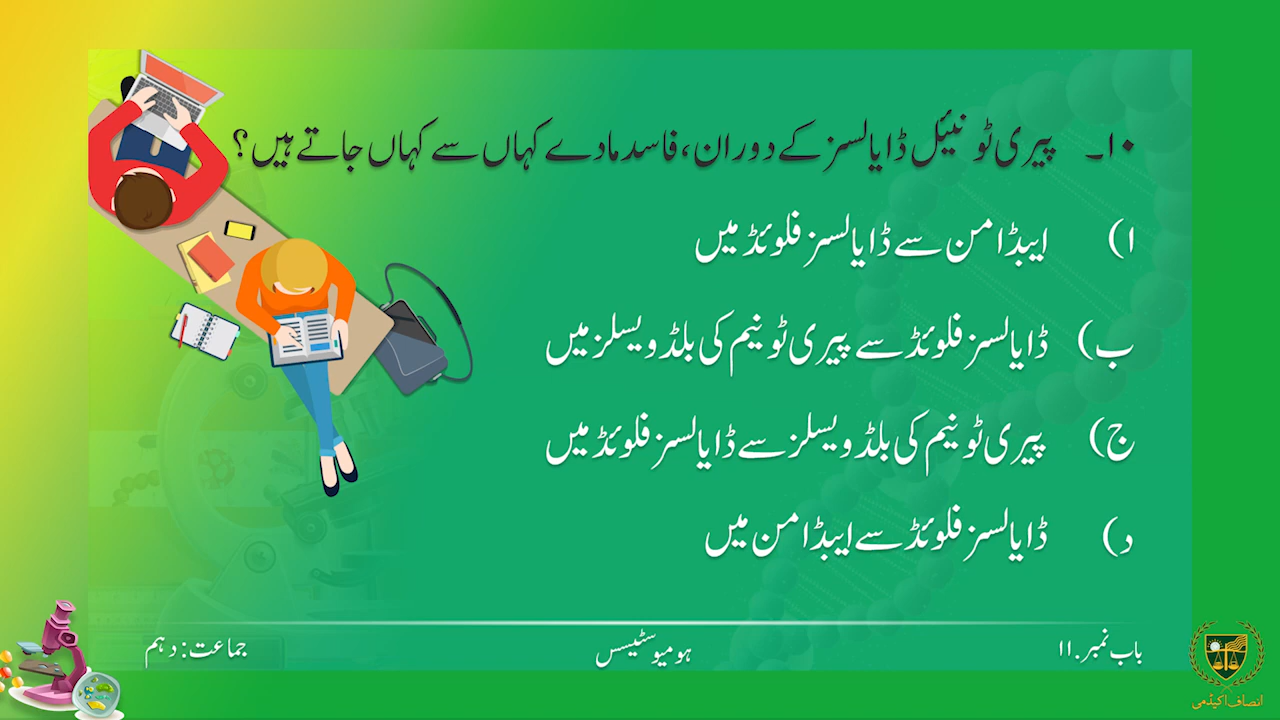 ۱۰۔ پیری ٹونیئل ڈایالسز کے دوران، فاسد مادے کہاں سے کہاں جاتے ہیں؟
ا) ایبڈامن سے ڈایالسز فلوئڈ میں
ب) ڈایالسز فلوئڈ سے پیری ٹونیم کی بلڈ ویسلز میں
ج) پیری ٹونیم کی بلڈ ویسلز سے ڈایالسز فلوئڈ میں
د) ڈایالسز فلوئڈ سے ایبڈامن میں
باب نمبر.۱۱ ہومیوسٹیسس جماعت: دہم
انصاف اکیڈمی